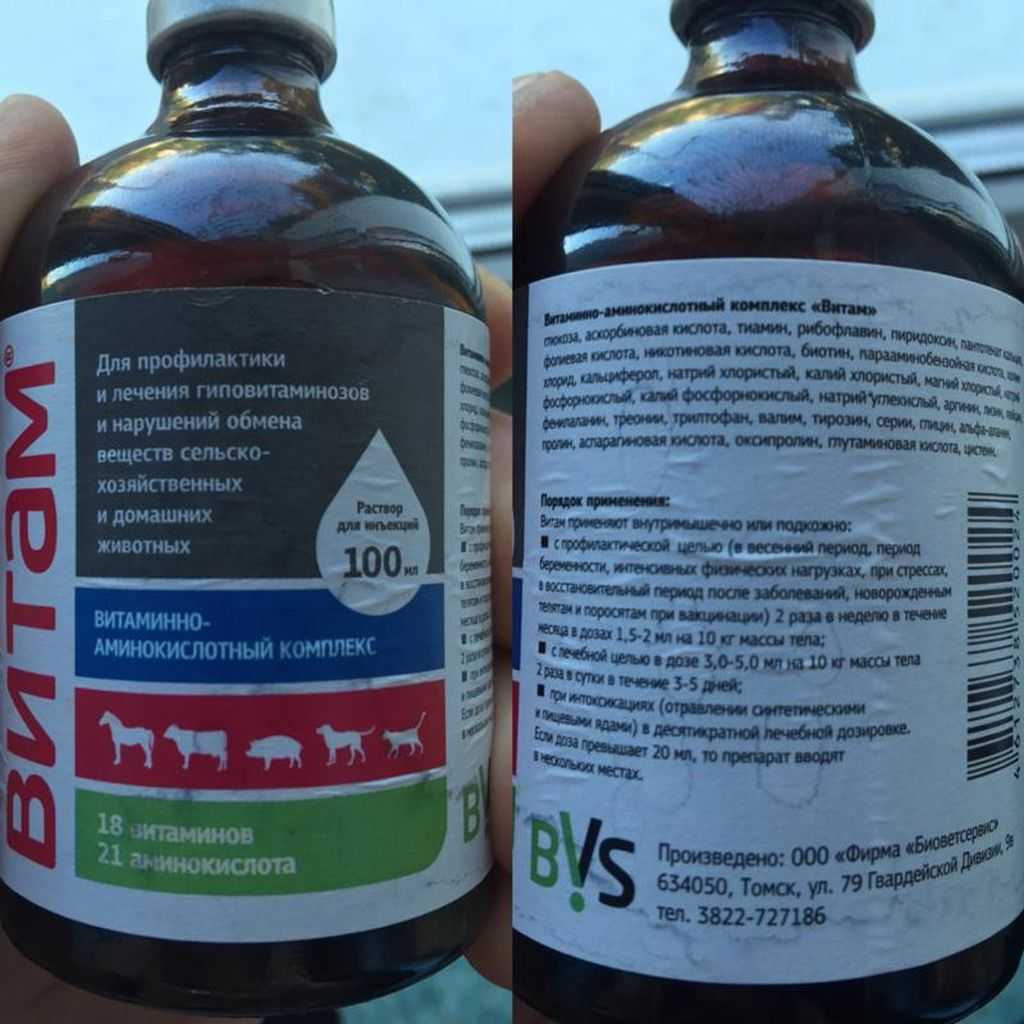 ВИТАМ®
Для профилактики
и лечения гиповитаминозов
и нарушений обмена
веществ сельско-
хозяйственных
и домашних
животных
Раствор
для инъекций
100 мл
ВИТАМИННО-
АМИНОКИСЛОТНЫЙ КОМПЛЕКС
18 витаминов
21 аминокислота
Витаминно-аминокислотный комплекс «Витам»
глюкоза, аскорбиновая кислота, тиамин, рибофлавин, пиридоксин, пантотенат
фолиевая кислота, никотиновая кислота, биотин, парааминобензойная кислота,
хлорид, кальциферол, натрий хлористый, калий хлористый, магний хлористый,
фосфорнокислый, калий фосфорнокислый, натрий углекислый, аргинин, лизин,
фенилаланин, треонин, триптофан, валим, тирозин, серии, глицин, альфа-аланин,
пролин, аспарагиновая кислота, оксипролин, глутаминовая кислота, цистеин.
Порядок применения:
Витам применяют внутримышечно или подкожно:
■ с профилактической целью (в весенний период, период
беременности, интенсивных физических нагрузках, при стрессах,
в восстановительный период после заболеваний, новорожденным
телятам и поросятам при вакцинации) 2 раза в неделю в течение
месяца в дозах 1,5-2 мл на 10 кг массы тела;
■ с лечебной целью в дозе 3,0-5,0 мл на 10 кг массы тела
2 раза в сутки в течение 3-5 дней;
■ при интоксикациях (отравлении синтетическими
и пищевыми ядами) в десятикратной лечебной дозировке.
Если доза превышает 20 мл, то препарат вводят
в нескольких местах.
BVS
Произведено: ООО «Фирма «Биоветсервис»
634050, Томск, ул. 79 Гвардейской Дивизии, 9в
тел. 3822-727186